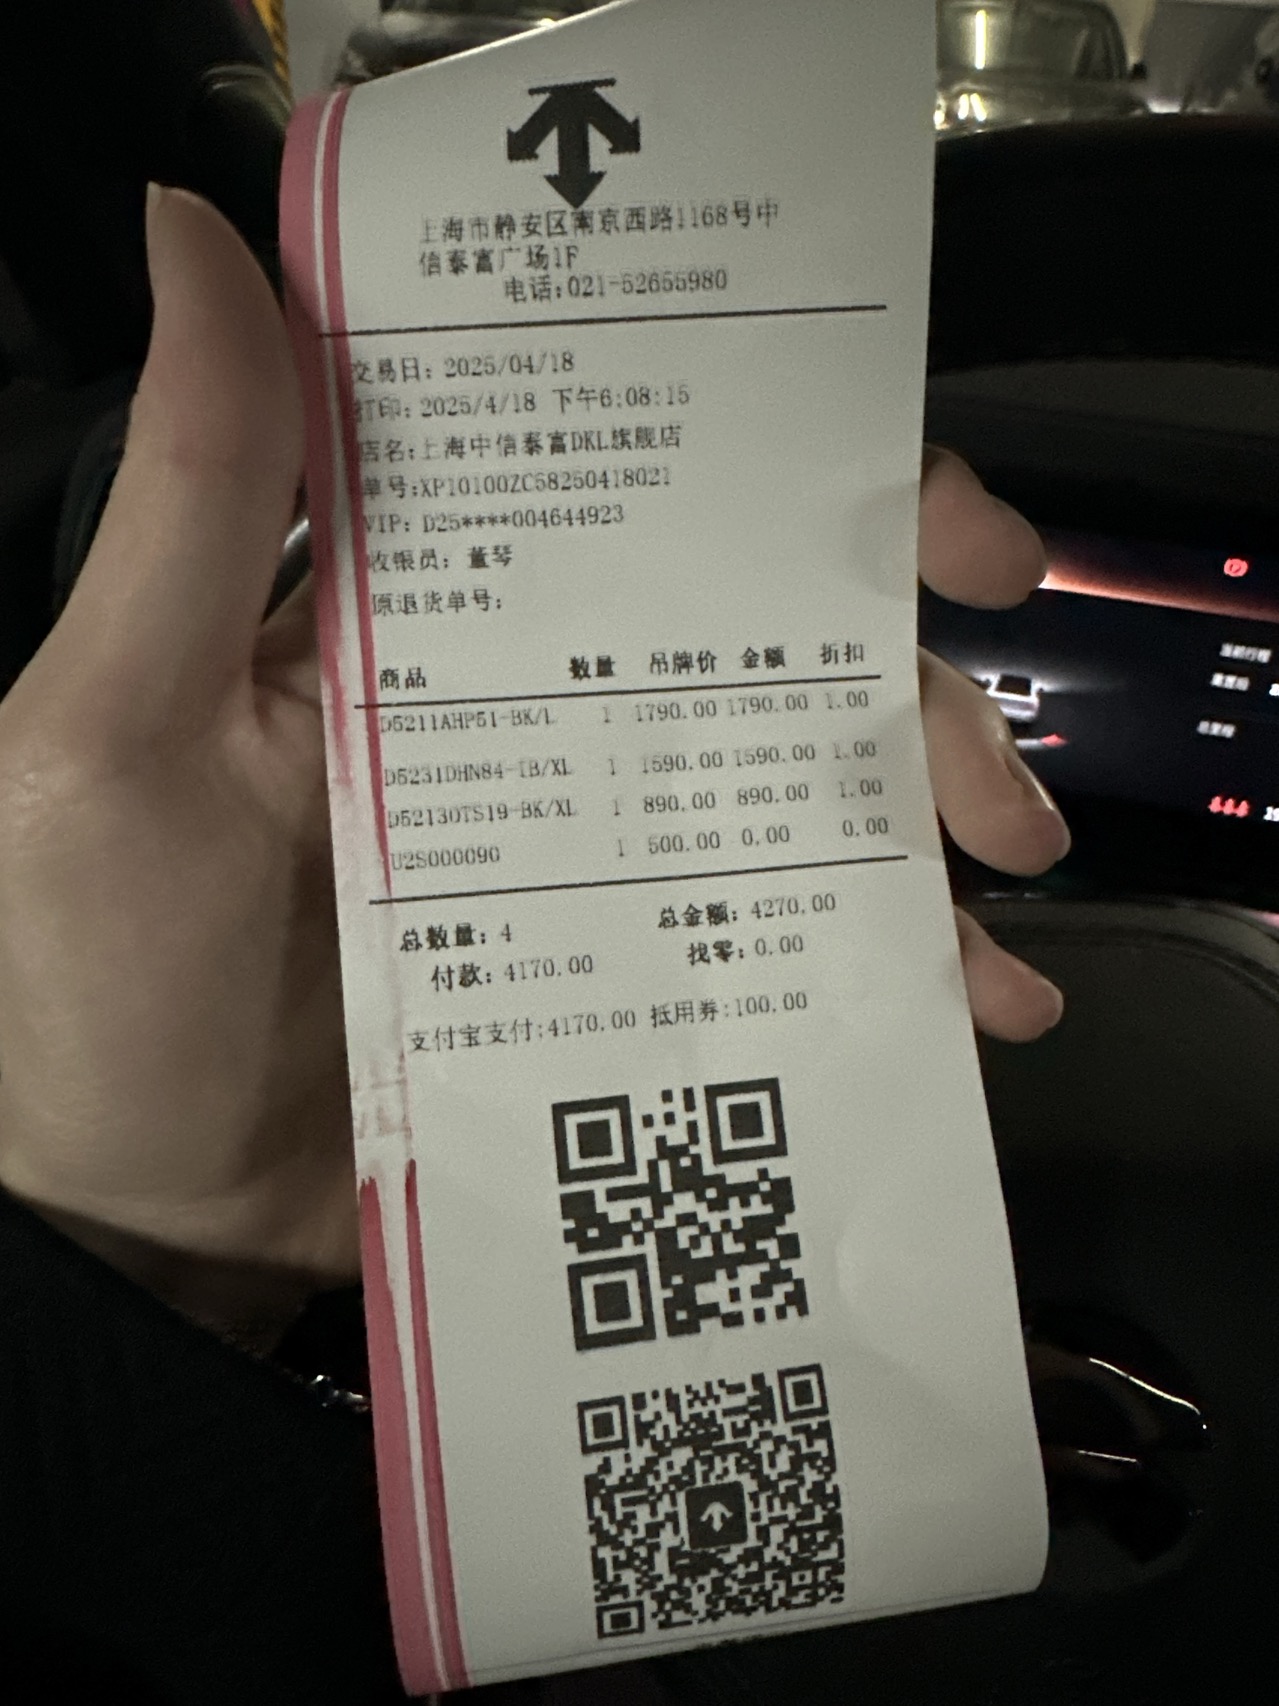 上海市静安区南京西路1168号中
信泰富广场1F
电话:021-52655980
交易日: 2025/04/18
打印: 2025/4/18 下午6:08:15
店名:上海中信泰富DKL旗舰店
单号:XP10100ZC58250418021
VIP: D25****004644923
收银员: 董琴
原退货单号:
商品 数量 吊牌价 金额 折扣
D5211AHP51-BK/L 1 1790.00 1790.00 1.00
D5231DHN84-IB/XL 1 1590.00 1590.00 1.00
D52130TS19-BK/XL 1 890.00 890.00 1.00
U2S000090 1 500.00 0.00 0.00
总数量: 4 总金额: 4270.00
付款: 4170.00 找零: 0.00
支付宝支付:4170.00 抵用券:100.00